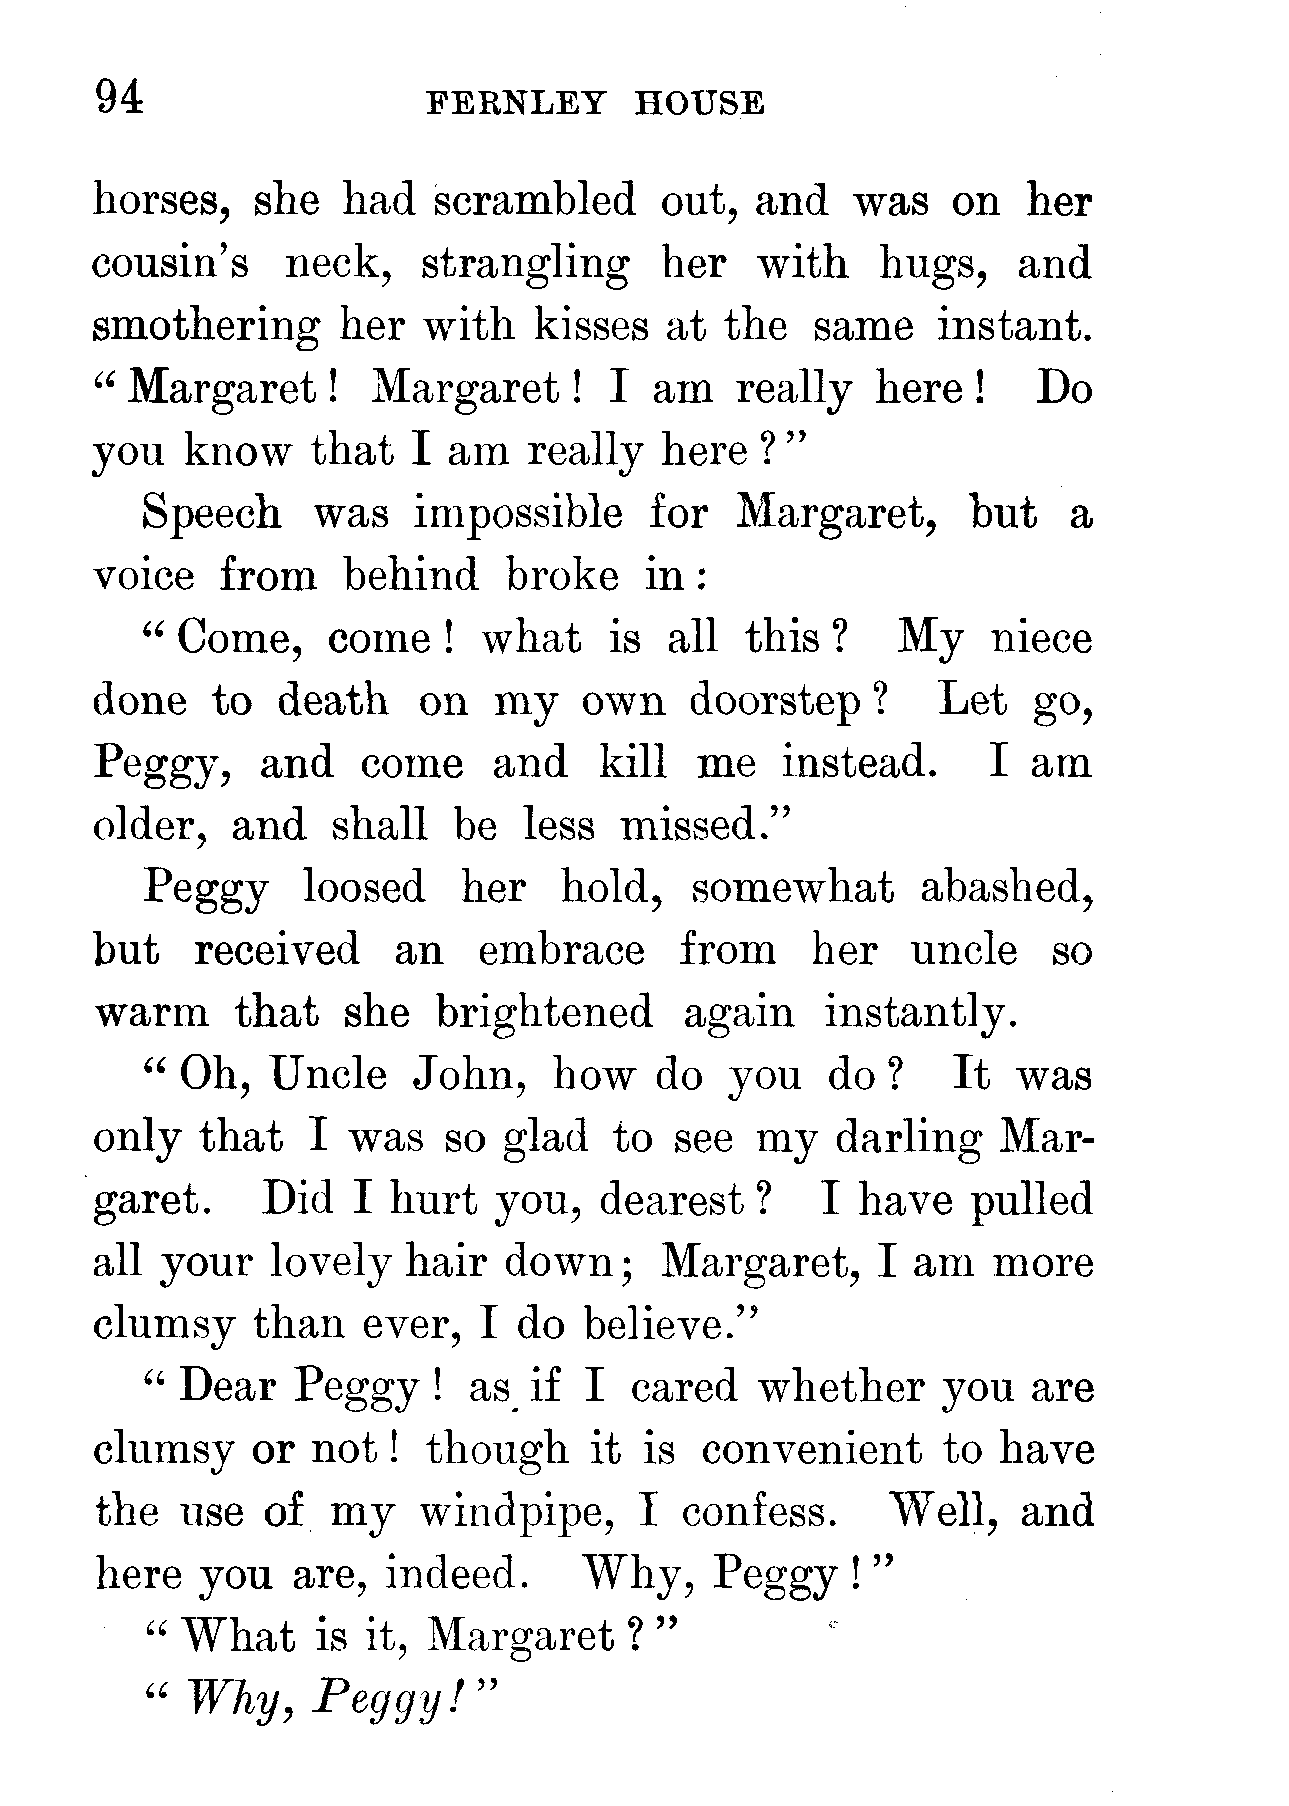 94 FERNLEY HOUSE
horses, she had scrambled out, and was on her
cousin's neck, strangling her with hugs, and
smothering her with kisses at the same instant.
“ Margaret ! Margaret ! I am really here ! Do
you know that I am really here ? ”
Speech was impossible for Margaret, but a
voice from behind broke in :
“ Come, come ! what is all this ? My niece
done to death on my own doorstep ? Let go,
Peggy, and come and kill me instead. I am
older, and shall be less missed.”
Peggy loosed her hold, somewhat abashed,
but received an embrace from her uncle so
warm that she brightened again instantly.
“ Oh, Uncle John, how do you do ? It was
only that I was so glad to see my darling Mar-
garet. Did I hurt you, dearest ? I have pulled
all your lovely hair down ; Margaret, I am more
clumsy than ever, I do believe.”
“ Dear Peggy ! as if I cared whether you are
clumsy or not ! though it is convenient to have
the use of my windpipe, I confess. Well, and
here you are, indeed. Why, Peggy ! ”
“ What is it, Margaret ? ”
“ Why, Peggy ! ”